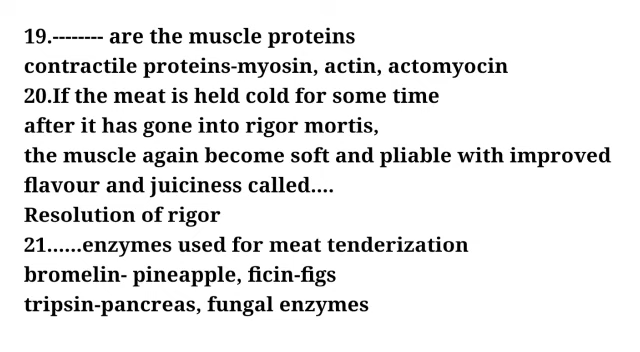 19.-------- are the muscle proteins
contractile proteins-myosin, actin, actomyocin
20.If the meat is held cold for some time
after it has gone into rigor mortis,
the muscle again become soft and pliable with improved
flavour and juiciness called....
Resolution of rigor
21......enzymes used for meat tenderization
bromelin- pineapple, ficin-figs
tripsin-pancreas, fungal enzymes